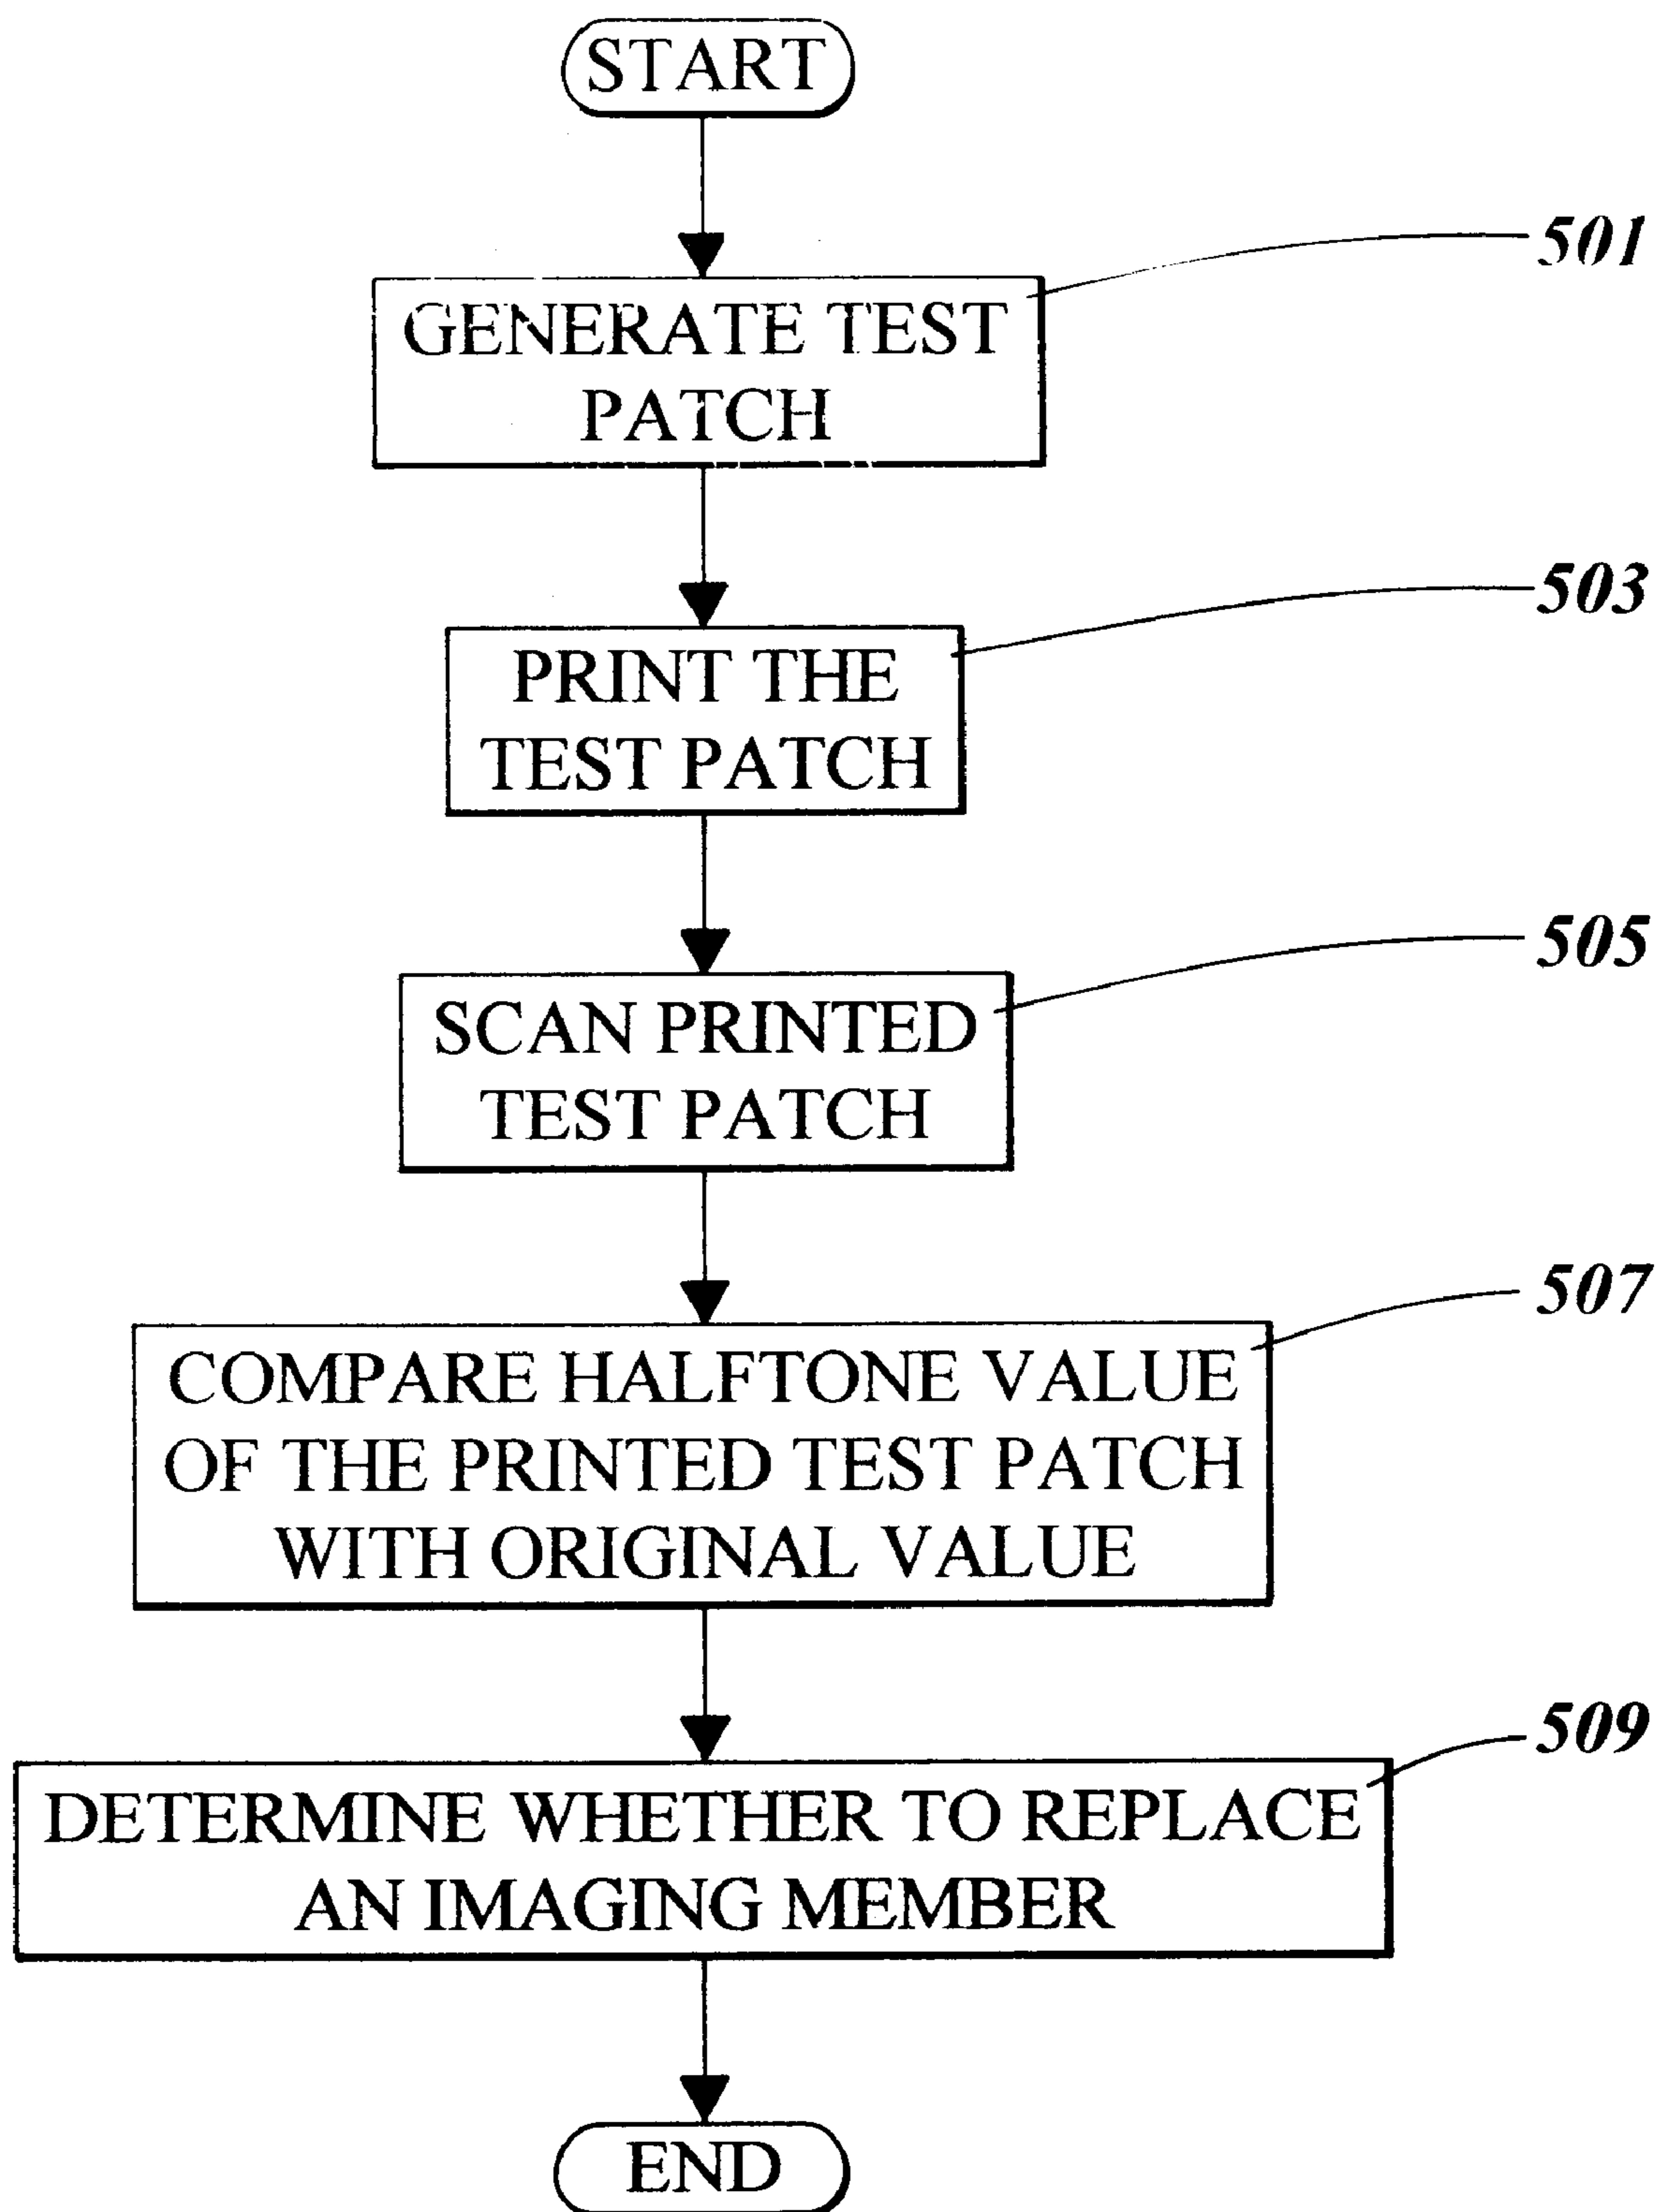 START
501
GENERATE TEST
PATCH
503
PRINT THE
TEST PATCH
505
SCAN PRINTED
TEST PATCH
507
COMPARE HALFTONE VALUE
OF THE PRINTED TEST PATCH
WITH ORIGINAL VALUE
509
DETERMINE WHETHER TO REPLACE
AN IMAGING MEMBER
END